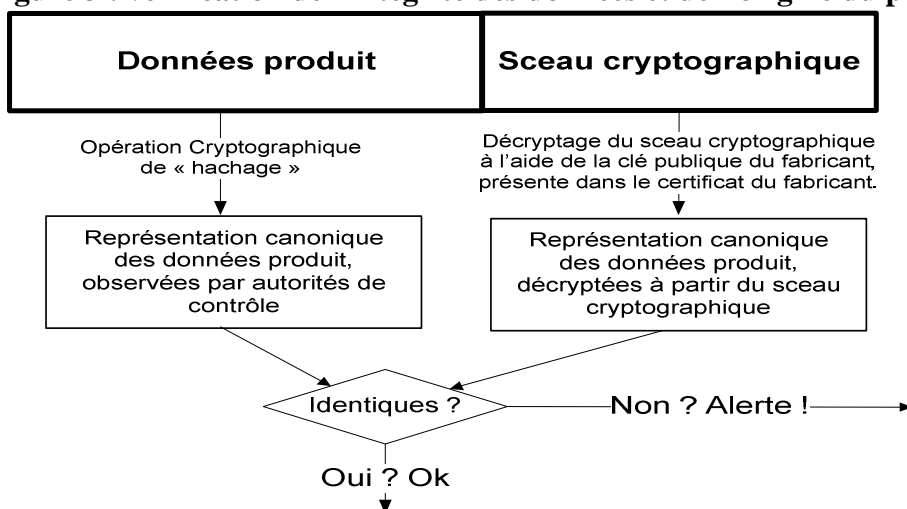 Données produit
Sceau cryptographique
Opération Cryptographique
de « hachage »
Décryptage du sceau cryptographique
à l'aide de la clé publique du fabricant,
présente dans le certificat du fabricant.
Représentation canonique
des données produit,
observées par autorités de
contrôle
Représentation canonique
des données produit,
décryptées à partir du sceau
cryptographique
Identiques ?
Non ? Alerte !
Oui ? Ok